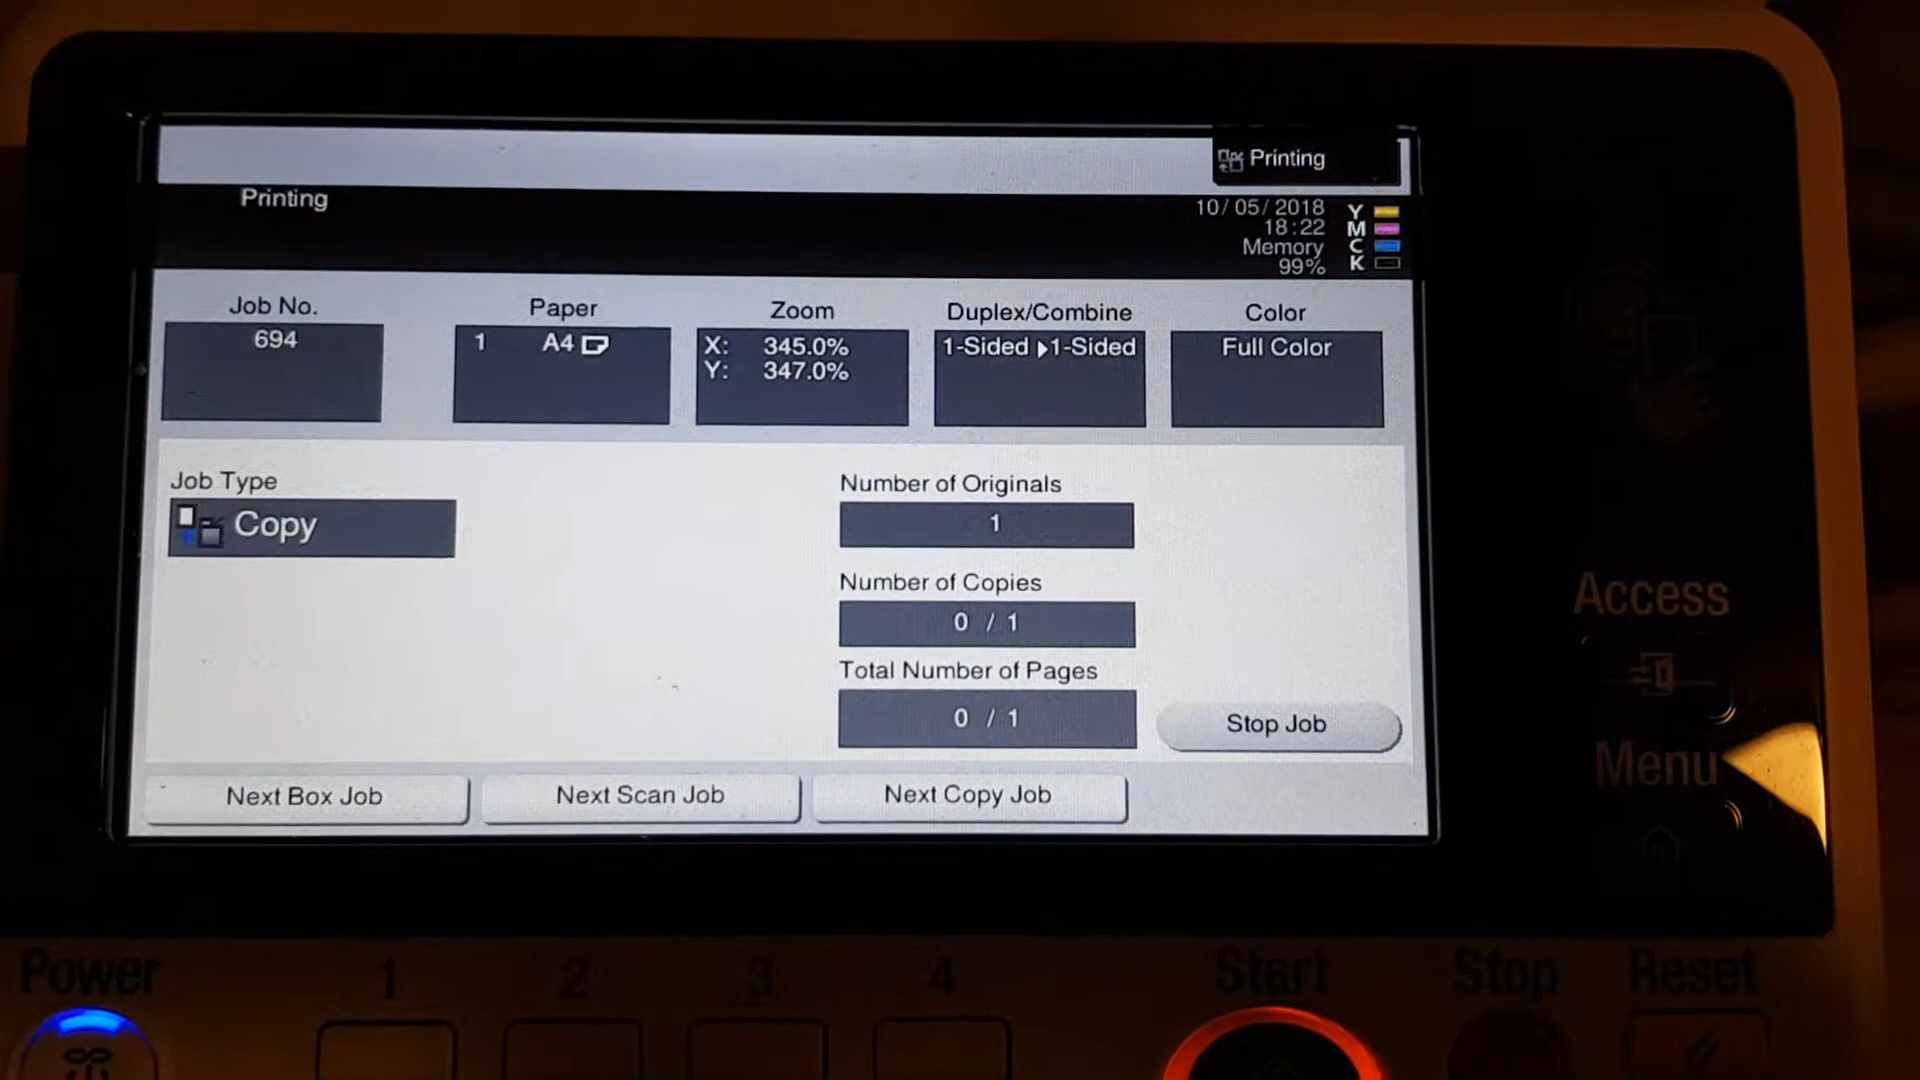 Printing
Printing
10/05/2018
18:22
Memory
99%
Y
M
C
K
Job No.
694
Paper
1 A4
Zoom
X: 345.0%
Y: 347.0%
Duplex/Combine
1-Sided ▶1-Sided
Color
Full Color
Job Type
Copy
Number of Originals
1
Number of Copies
0 / 1
Total Number of Pages
0 / 1
Stop Job
Next Box Job
Next Scan Job
Next Copy Job
Access
Menu
Power
1
2
3
4
Start
Stop
Reset